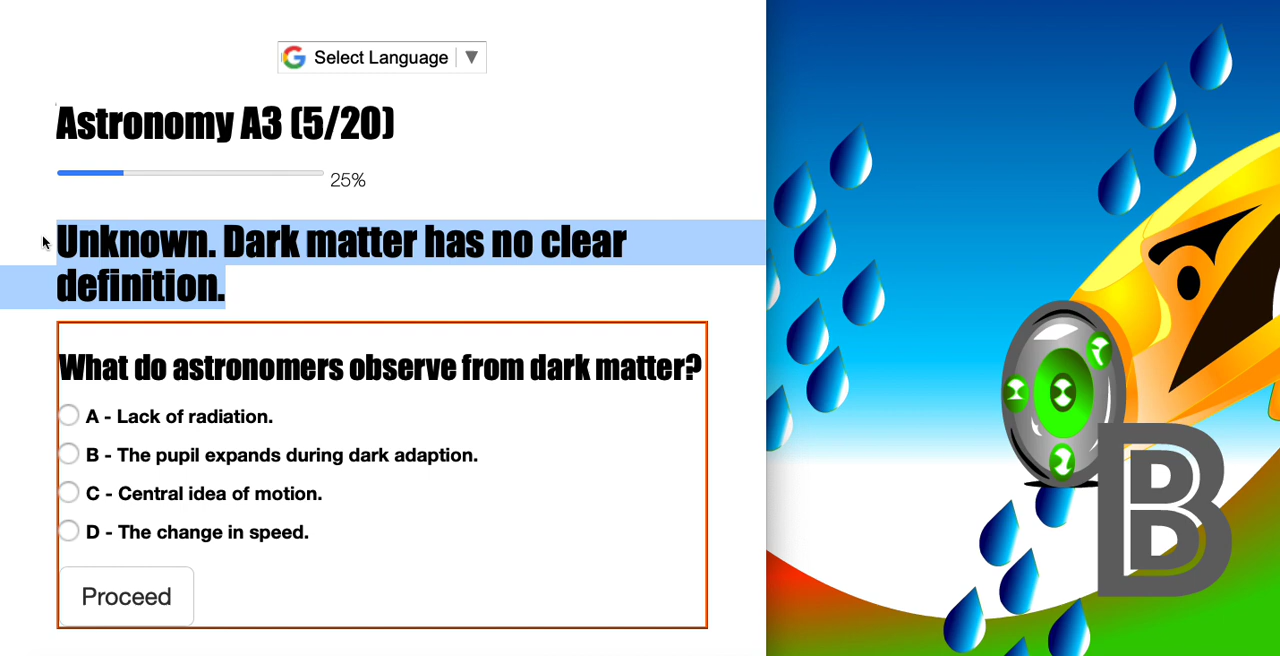 Select Language ▼
Astronomy A3 (5/20)
25%
Unknown. Dark matter has no clear
definition.
What do astronomers observe from dark matter?
A - Lack of radiation.
B - The pupil expands during dark adaption.
C - Central idea of motion.
D - The change in speed.
Proceed
B